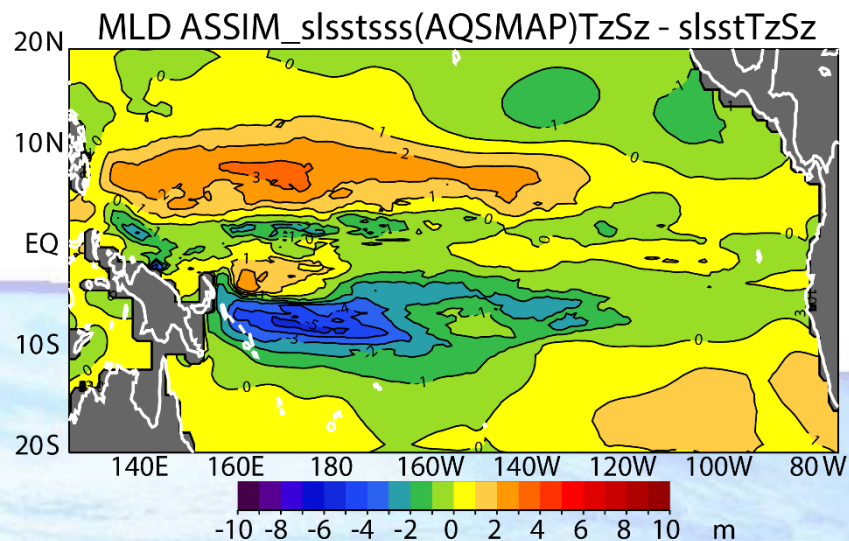 MLD ASSIM_slsstsss(AQSMAP)TzSz - slsstTzSz
20N
10N
EQ
10S
20S
140E 160E 180 160W 140W 120W 100W 80W
-10 -8 -6 -4 -2 0 2 4 6 8 10 m